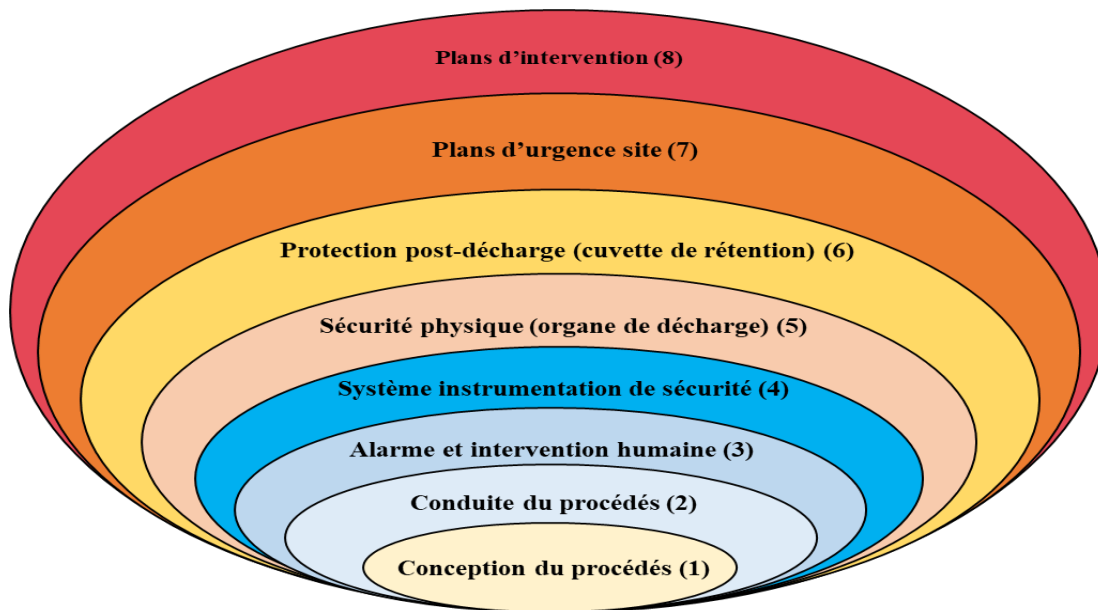 Plans d’intervention (8)
Plans d’urgence site (7)
Protection post-décharge (cuvette de rétention) (6)
Sécurité physique (organe de décharge) (5)
Système instrumentation de sécurité (4)
Alarme et intervention humaine (3)
Conduite du procédés (2)
Conception du procédés (1)